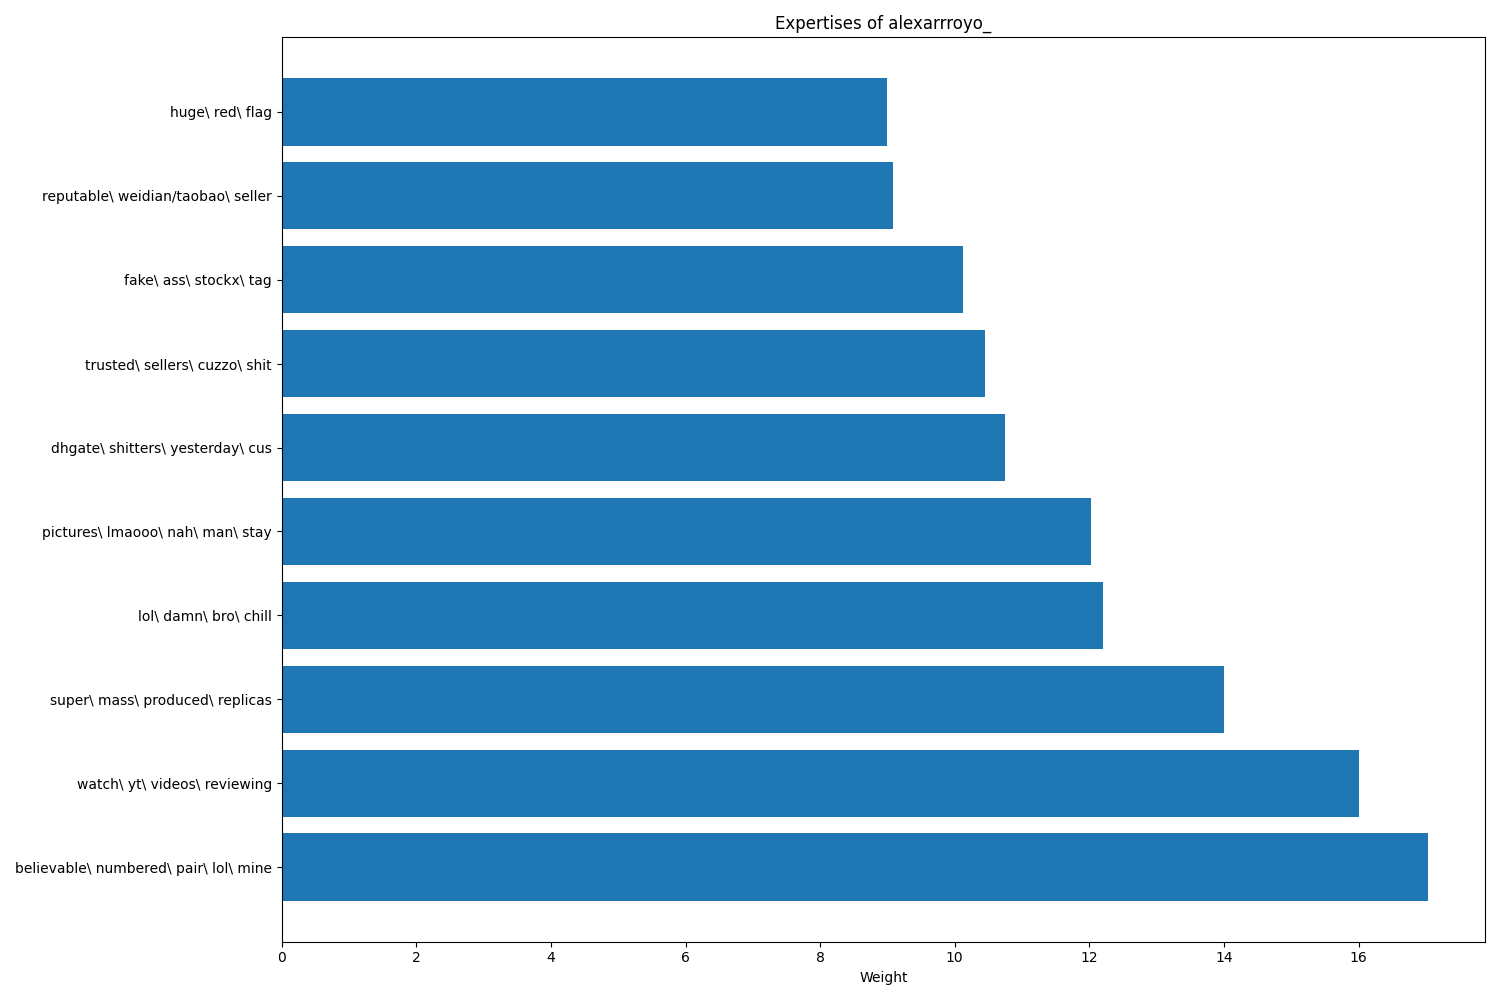 Expertises of alexarrroyo_
huge\ red\ flag
reputable\ weidian/taobao\ seller
fake\ ass\ stockx\ tag
trusted\ sellers\ cuzzo\ shit
dhgate\ shitters\ yesterday\ cus
pictures\ lmaooo\ nah\ man\ stay
lol\ damn\ bro\ chill
super\ mass\ produced\ replicas
watch\ yt\ videos\ reviewing
believable\ numbered\ pair\ lol\ mine
0 2 4 6 8 10 12 14 16
Weight